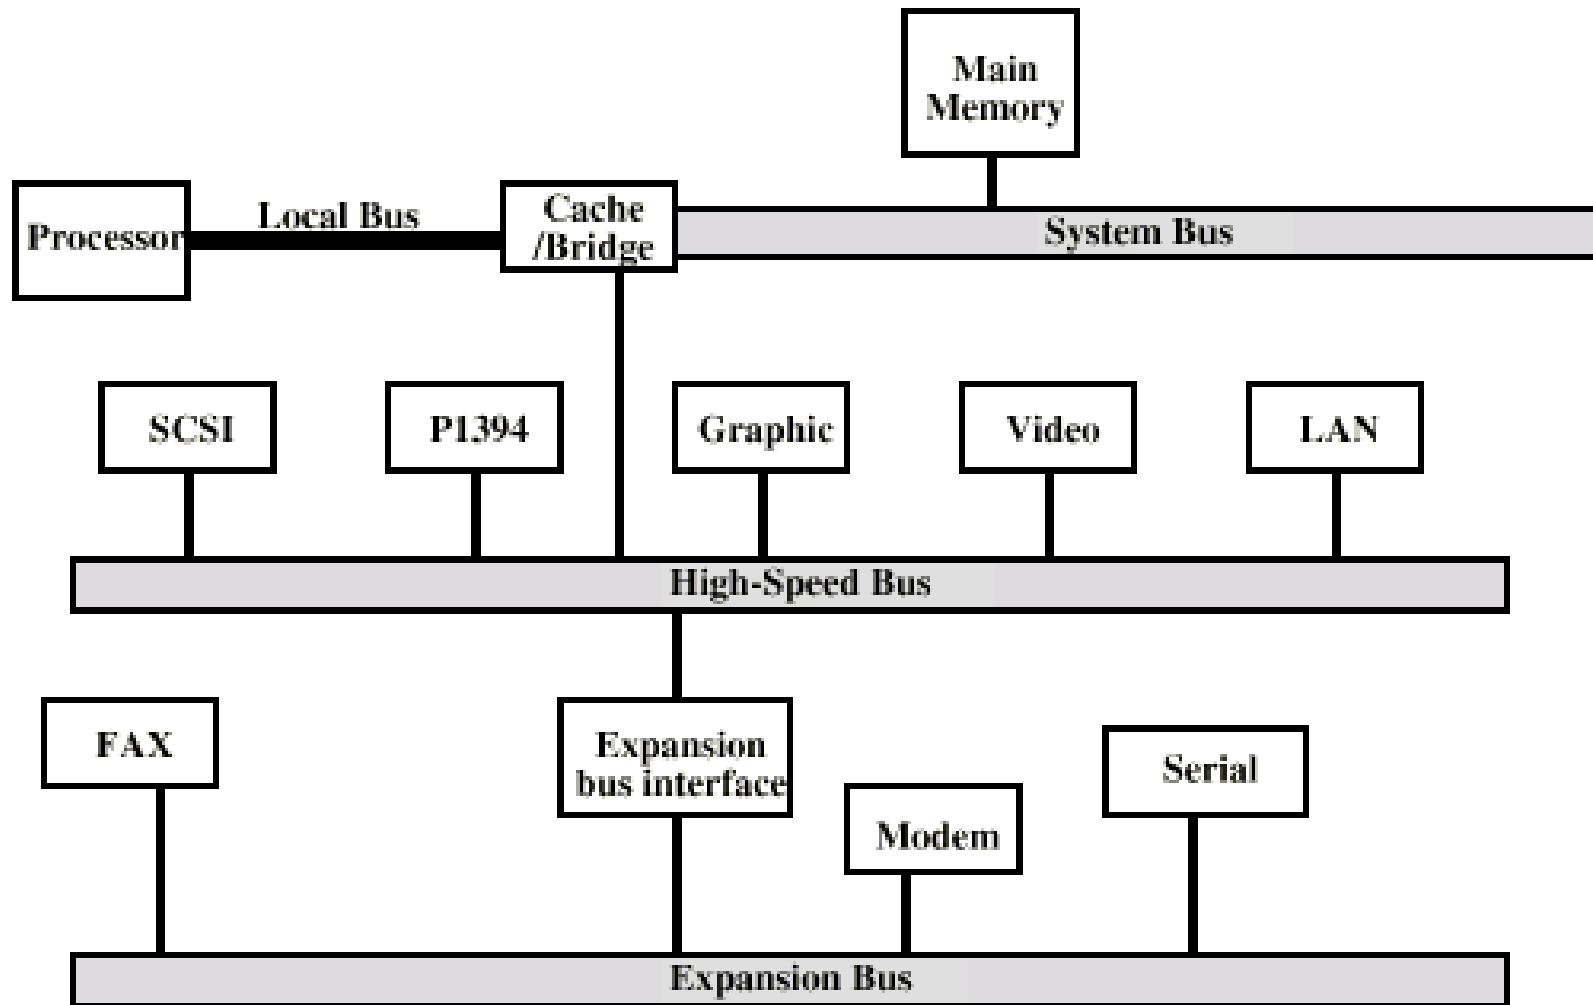 Main
Memory
Processor
Local Bus
Cache
/Bridge
System Bus
SCSI
P1394
Graphic
Video
LAN
High-Speed Bus
FAX
Expansion
bus interface
Modem
Serial
Expansion Bus